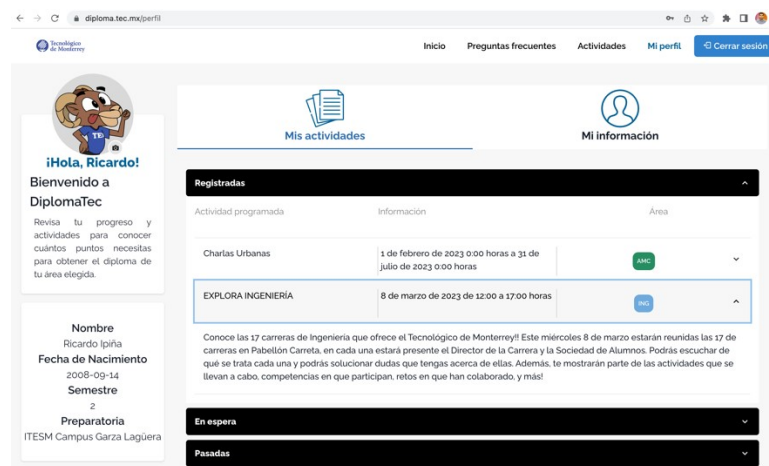 diploma.tec.mx/perfil
Tecnológico
de Monterrey
Inicio
Preguntas frecuentes
Actividades
Mi perfil
Cerrar sesión
TEC
¡Hola, Ricardo!
Bienvenido a
DiplomaTec
Revisa tu progreso y
actividades para conocer
cuántos puntos necesitas
para obtener el diploma de
tu área elegida.
Nombre
Ricardo Ipiña
Fecha de Nacimiento
2008-09-14
Semestre
2
Preparatoria
ITESM Campus Garza Lagüera
Mis actividades
Mi información
Registradas
Actividad programada
Información
Área
Charlas Urbanas
1 de febrero de 2023 0:00 horas a 31 de
julio de 2023 0:00 horas
AMC
EXPLORA INGENIERÍA
8 de marzo de 2023 de 12:00 a 17:00 horas
ING
Conoce las 17 carreras de Ingeniería que ofrece el Tecnológico de Monterrey!! Este miércoles 8 de marzo estarán reunidas las 17 de
carreras en Pabellón Carreta, en cada una estará presente el Director de la Carrera y la Sociedad de Alumnos. Podrás escuchar de
qué se trata cada una y podrás solucionar dudas que tengas acerca de ellas. Además, te mostrarán parte de las actividades que se
llevan a cabo, competencias en que participan, retos en que han colaborado, y más!
En espera
Pasadas